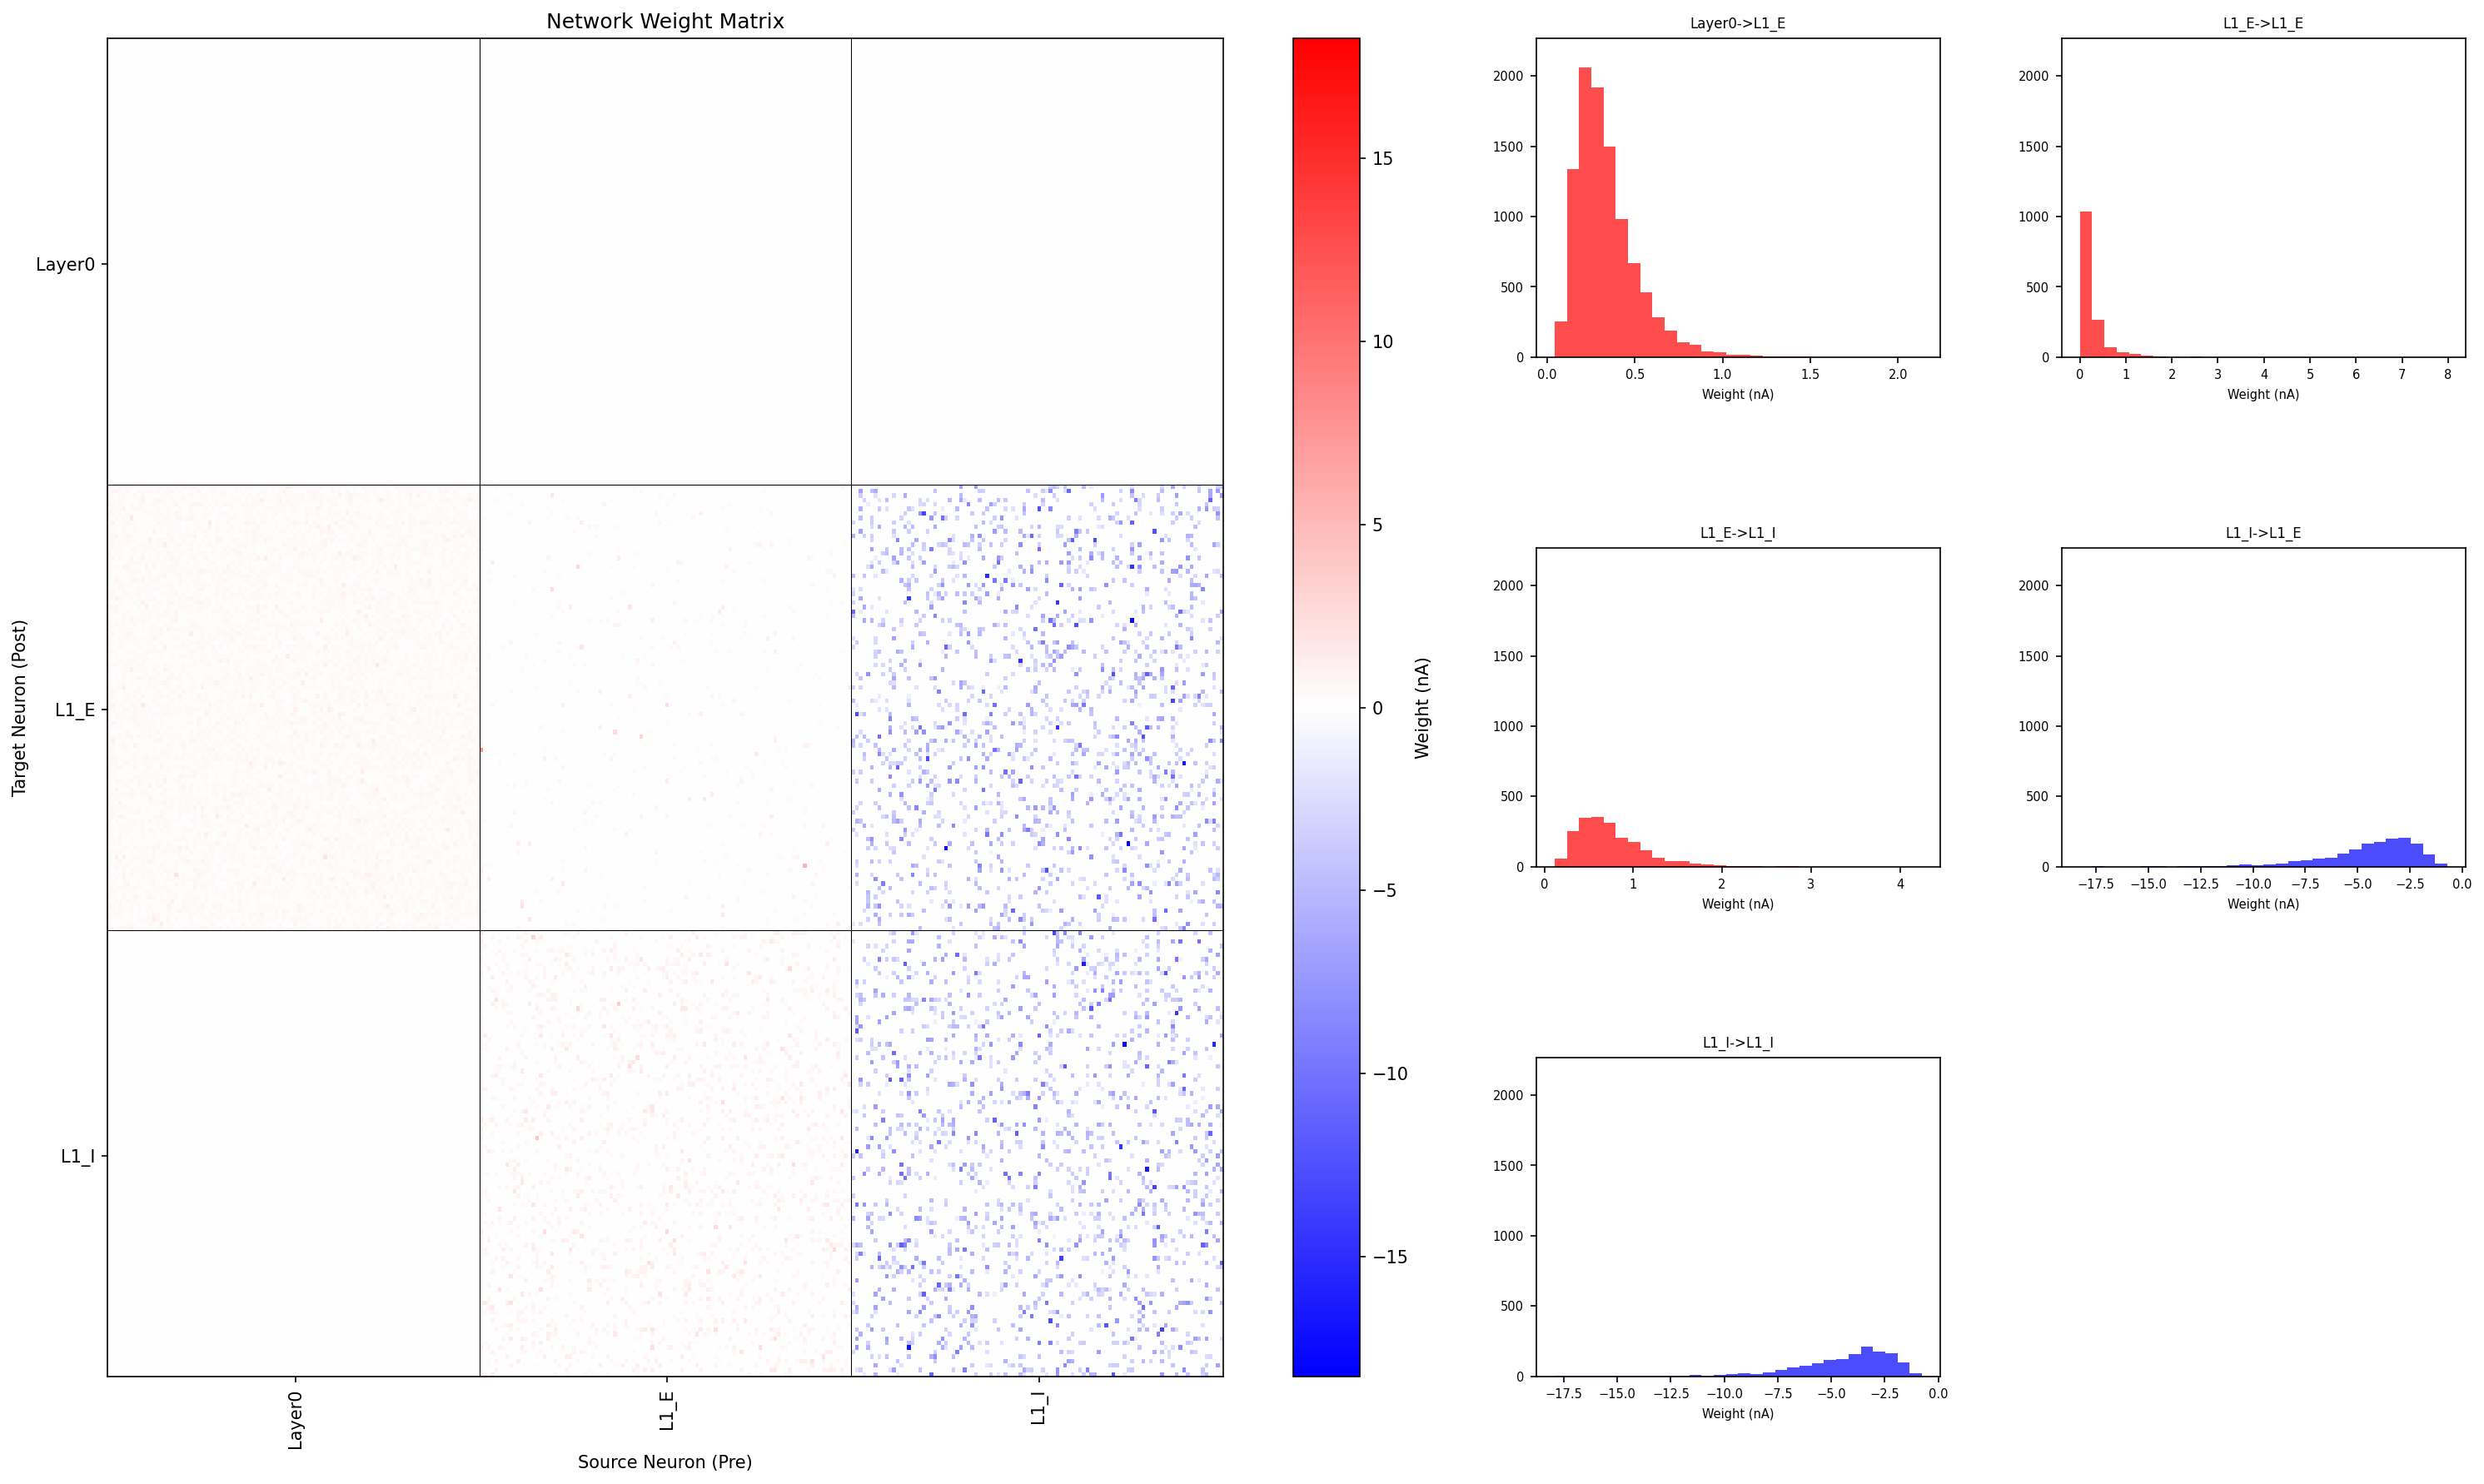 Network Weight Matrix
Layer0
L1_E
L1_I
Target Neuron (Post)
Layer0
L1_E
L1_I
Source Neuron (Pre)
15
10
5
0
−5
−10
−15
Weight (nA)
Layer0->L1_E
2000
1500
1000
500
0
0.0 0.5 1.0 1.5 2.0
Weight (nA)
L1_E->L1_E
2000
1500
1000
500
0
0 1 2 3 4 5 6 7 8
Weight (nA)
L1_E->L1_I
2000
1500
1000
500
0
0 1 2 3 4
Weight (nA)
L1_I->L1_E
2000
1500
1000
500
0
−17.5 −15.0 −12.5 −10.0 −7.5 −5.0 −2.5 0.0
Weight (nA)
L1_I->L1_I
2000
1500
1000
500
0
−17.5 −15.0 −12.5 −10.0 −7.5 −5.0 −2.5 0.0
Weight (nA)